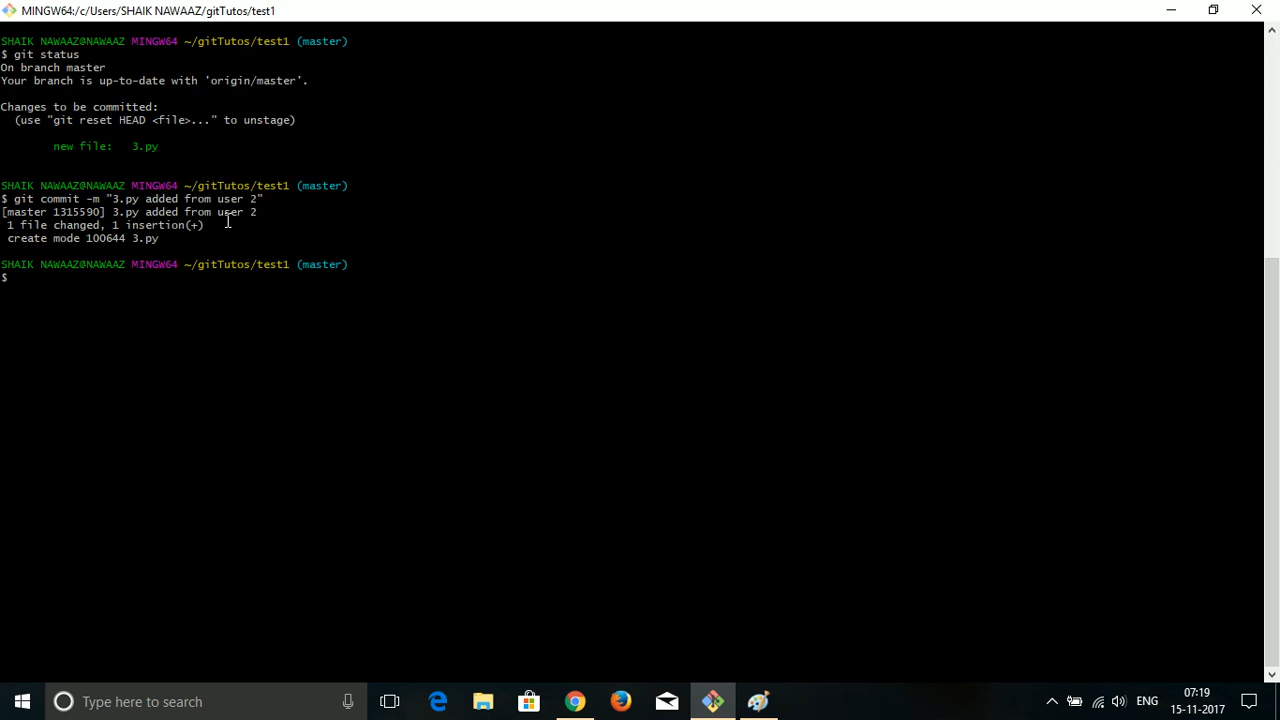 MINGW64:/c/Users/SHAIK NAWAAZ/gitTutos/test1
SHAIK NAWAAZ@NAWAAZ MINGW64 ~/gitTutos/test1 (master)
$ git status
On branch master
Your branch is up-to-date with 'origin/master'.
Changes to be committed:
(use "git reset HEAD <file>..." to unstage)
new file:   3.py
SHAIK NAWAAZ@NAWAAZ MINGW64 ~/gitTutos/test1 (master)
$ git commit -m "3.py added from user 2"
[master 1315590] 3.py added from user 2
1 file changed, 1 insertion(+)
create mode 100644 3.py
SHAIK NAWAAZ@NAWAAZ MINGW64 ~/gitTutos/test1 (master)
$
Type here to search
ENG
07:19
15-11-2017